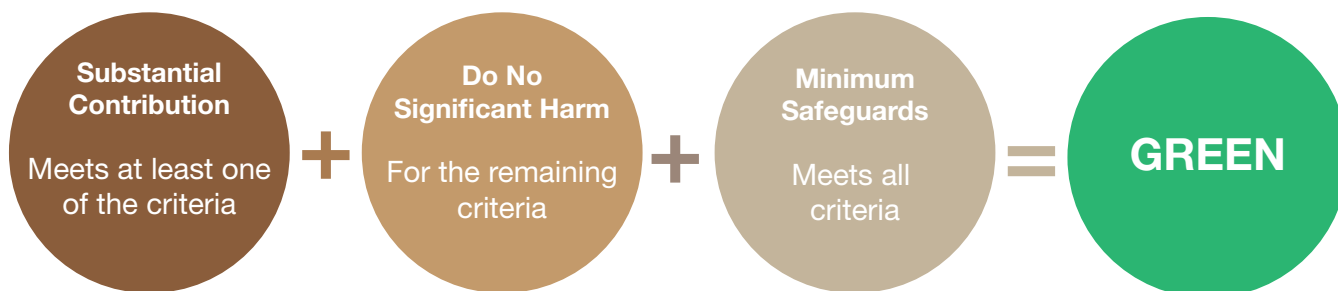 Substantial
Contribution
Meets at least one
of the criteria
+
Do No
Significant Harm
For the remaining
criteria
+
Minimum
Safeguards
Meets all
criteria
=
GREEN